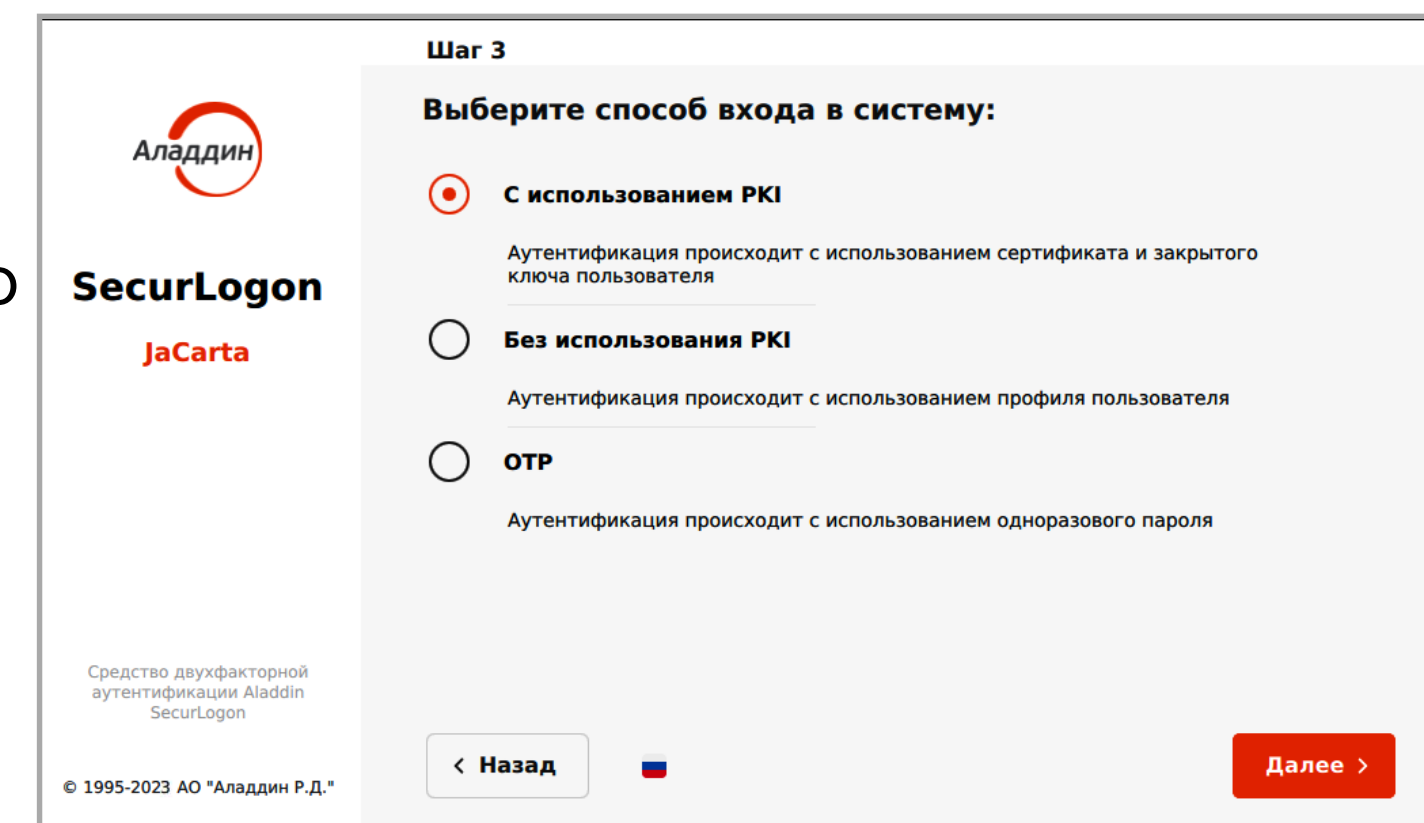 Шаг 3
Выберите способ входа в систему:
Аладдин
SecurLogon
JaCarta
С использованием PKI
Аутентификация происходит с использованием сертификата и закрытого
ключа пользователя
Без использования PKI
Аутентификация происходит с использованием профиля пользователя
OTP
Аутентификация происходит с использованием одноразового пароля
Средство двухфакторной
аутентификации Aladdin
SecurLogon
© 1995-2023 АО "Аладдин Р.Д."
‹ Назад
Далее ›